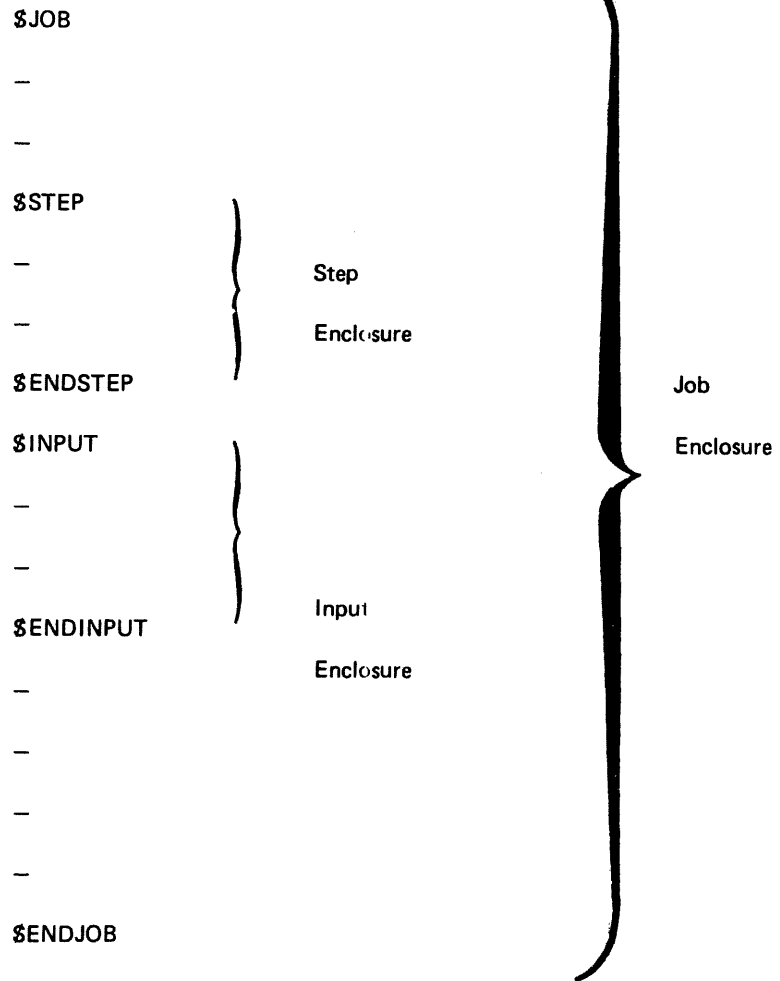 $JOB
—
—
$STEP
—
Step
—
Enclosure
$ENDSTEP
Job
$INPUT
Enclosure
—
—
Input
$ENDINPUT
Enclosure
—
—
—
—
$ENDJOB